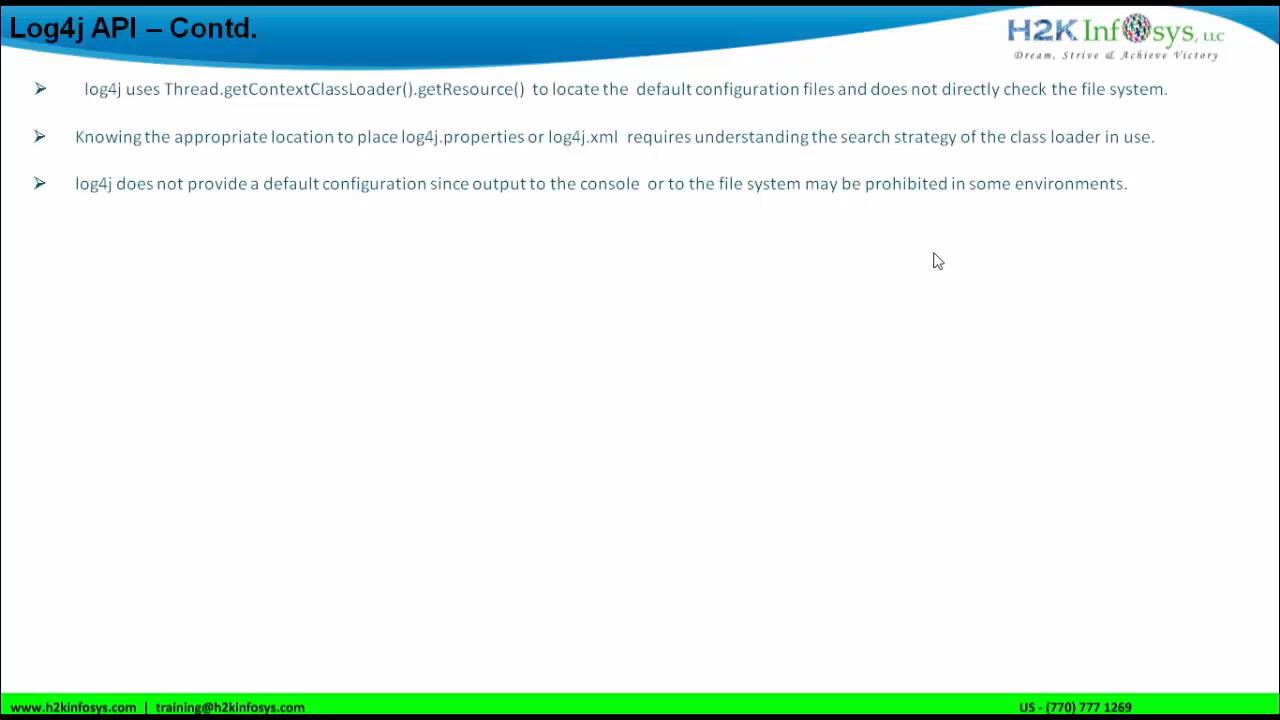 Log4j API – Contd.
H2K Infosys, LLC
Dream, Strive & Achieve Victory
log4j uses Thread.getContextClassLoader().getResource() to locate the default configuration files and does not directly check the file system.
Knowing the appropriate location to place log4j.properties or log4j.xml requires understanding the search strategy of the class loader in use.
log4j does not provide a default configuration since output to the console or to the file system may be prohibited in some environments.
www.h2kinfosys.com | training@h2kinfosys.com US - (770) 777 1269